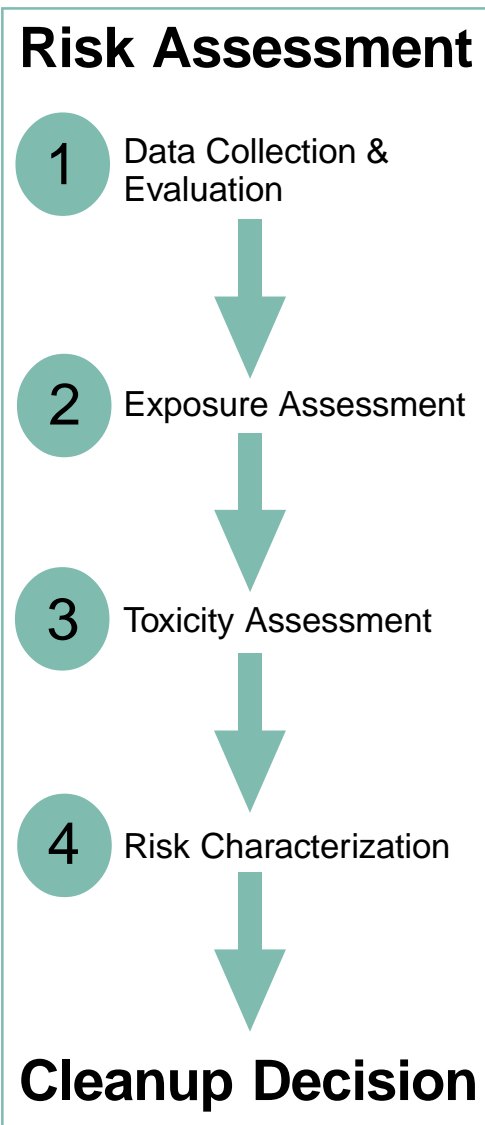 Risk Assessment
1
Data Collection &
Evaluation
2
Exposure Assessment
3
Toxicity Assessment
4
Risk Characterization
Cleanup Decision